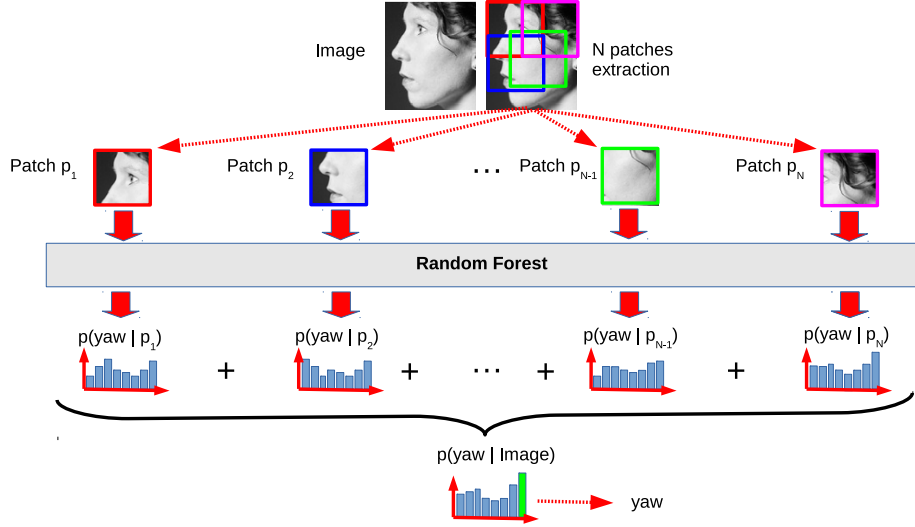 Image
N patches
extraction
Patch p1
Patch p2
...
Patch pN-1
Patch pN
Random Forest
p(yaw | p1)
p(yaw | p2)
p(yaw | pN-1)
p(yaw | pN)
+
+
...
+
+
p(yaw | Image)
yaw